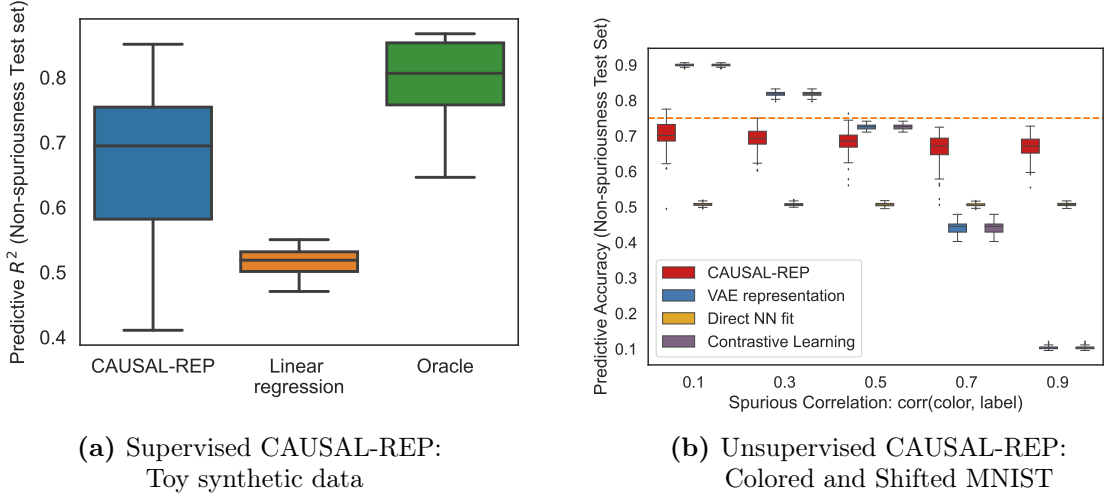 Predictive R² (Non-spuriousness Test set)
0.8
0.7
0.6
0.5
0.4
CAUSAL-REP
Linear
regression
Oracle
(a) Supervised CAUSAL-REP:
Toy synthetic data
Predictive Accuracy (Non-spuriousness Test Set)
0.9
0.8
0.7
0.6
0.5
0.4
0.3
0.2
0.1
CAUSAL-REP
VAE representation
Direct NN fit
Contrastive Learning
0.1 0.3 0.5 0.7 0.9
Spurious Correlation: corr(color, label)
(b) Unsupervised CAUSAL-REP:
Colored and Shifted MNIST